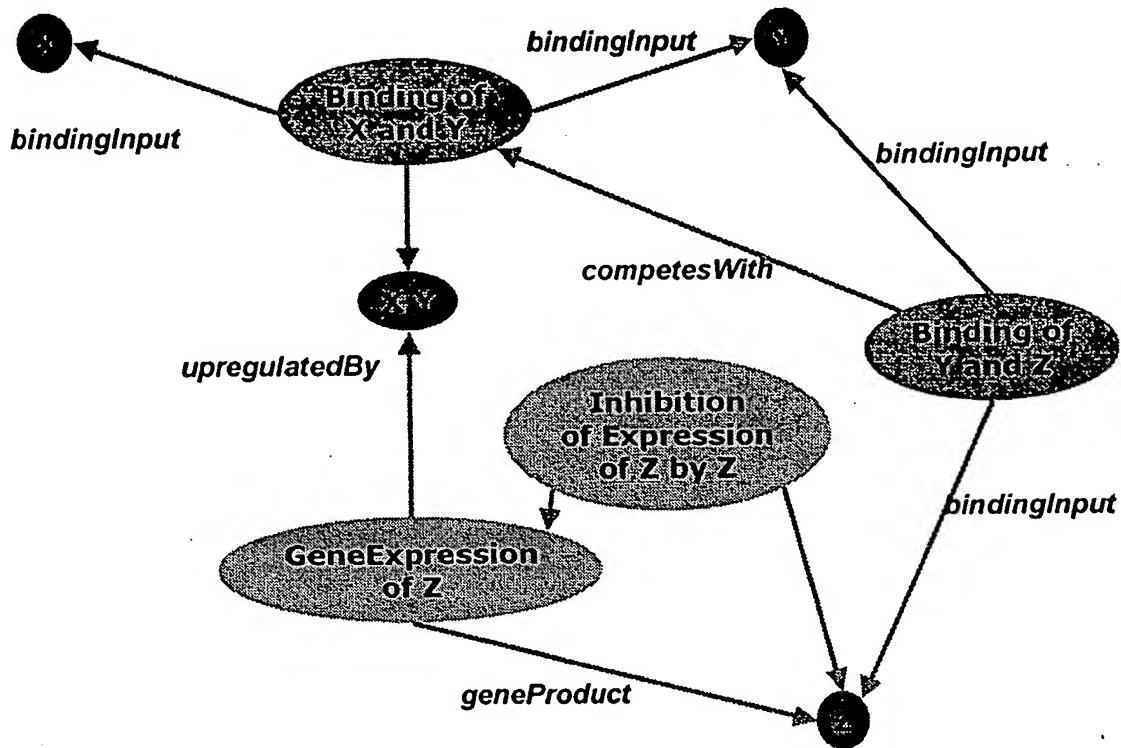 bindingInput
Binding of
X and Y
bindingInput
bindingInput
competesWith
X:Y
Binding of
Y and Z
upregulatedBy
Inhibition
of Expression
of Z by Z
bindingInput
GeneExpression
of Z
geneProduct
Z